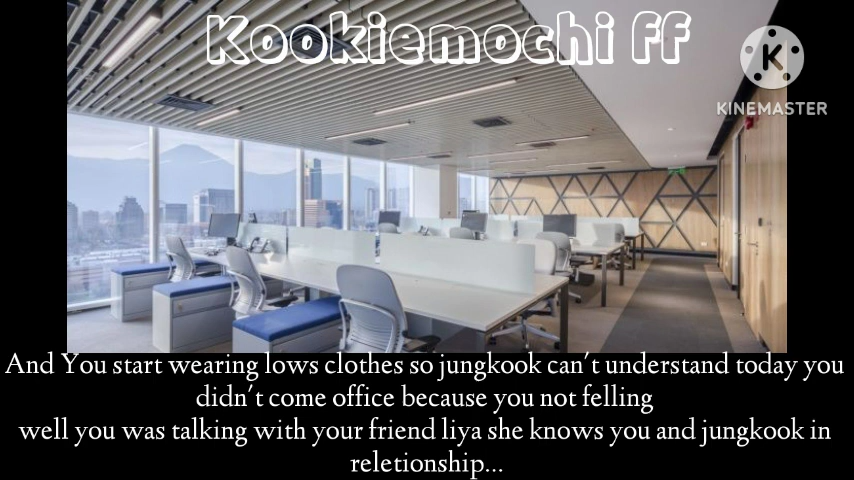 Kookiemochi FF
K
KINEMASTER
And You start wearing lows clothes so jungkook can't understand today you
didn't come office because you not felling
well you was talking with your friend liya she knows you and jungkook in
reletionship...